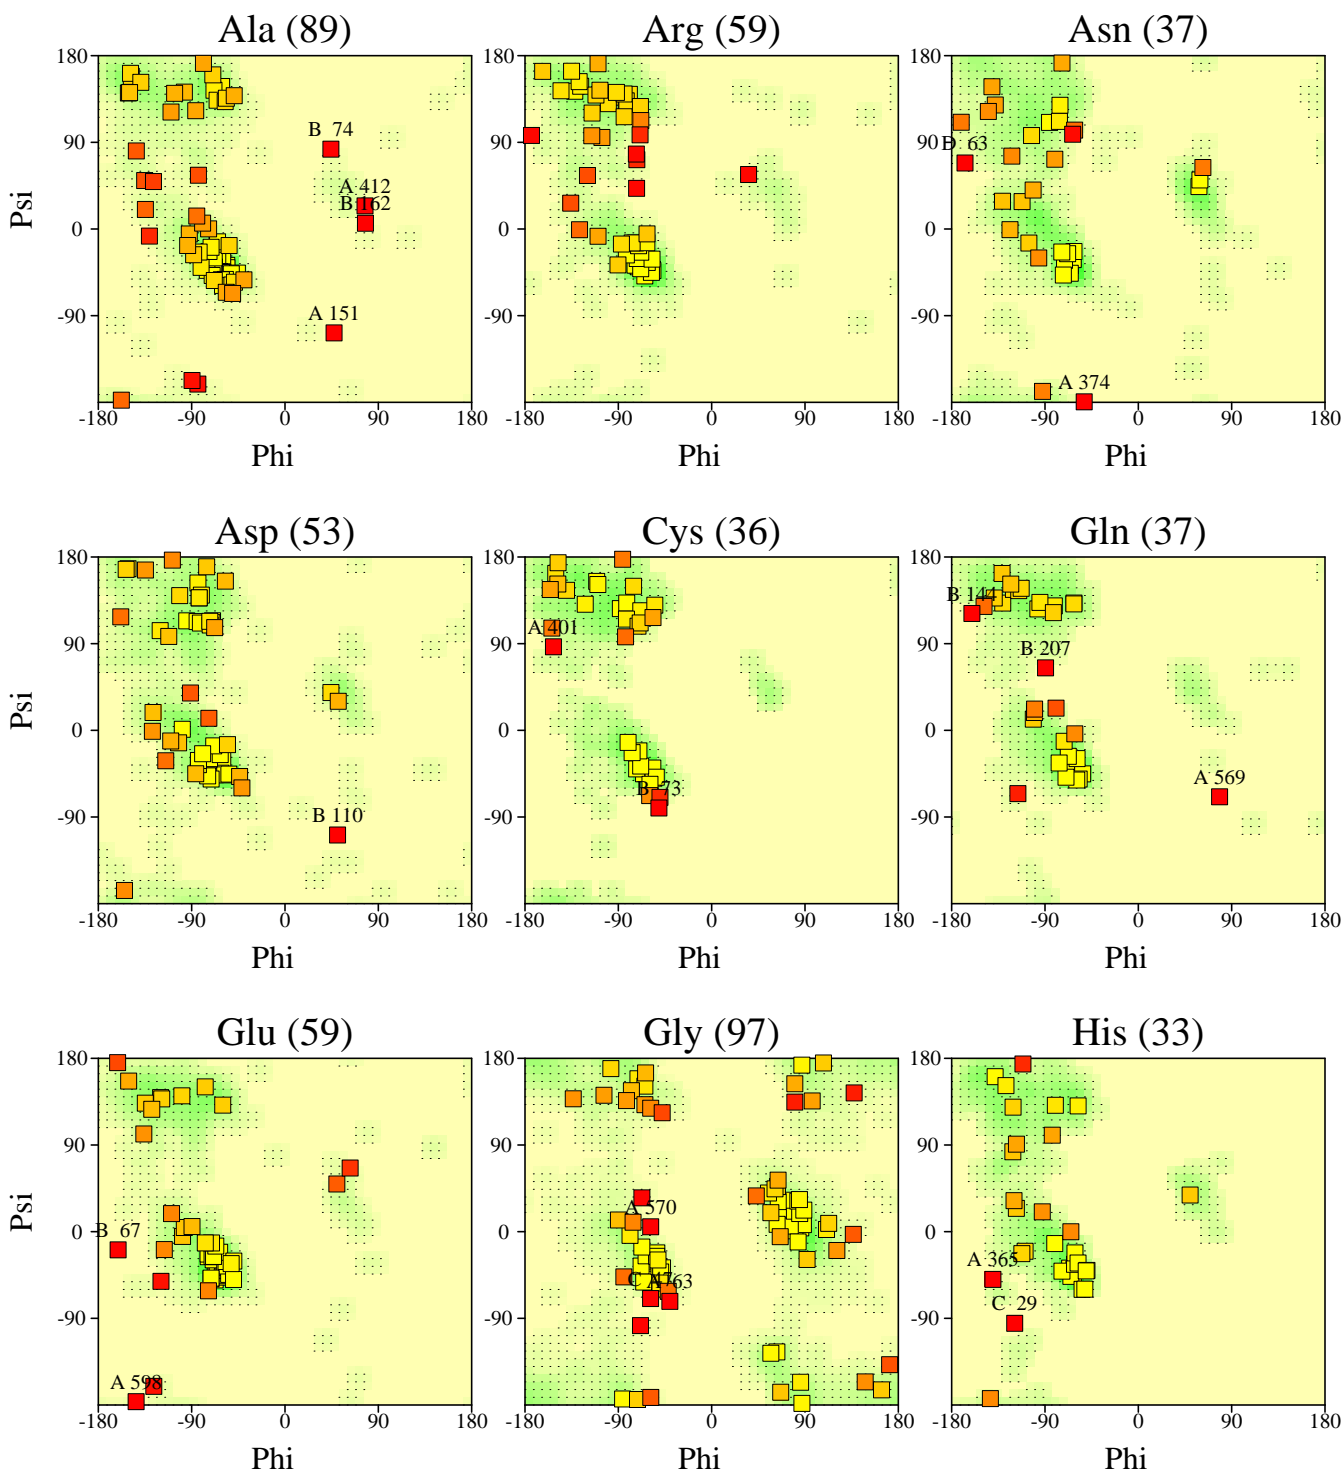 Ala (89)
Arg (59)
Asn (37)
Psi
180
90
0
-90
B 74
A 412
B 162
A 151
-180 -90 0 90 180
Phi
180
90
0
-90
-180 -90 0 90 180
Phi
180
90
0
-90
D 63
A 374
-180 -90 0 90 180
Phi
Asp (53)
Cys (36)
Gln (37)
Psi
180
90
0
-90
B 110
-180 -90 0 90 180
Phi
180
90
0
-90
A 401
B 73
-180 -90 0 90 180
Phi
180
90
0
-90
B 144
B 207
A 569
-180 -90 0 90 180
Phi
Glu (59)
Gly (97)
His (33)
Psi
180
90
0
-90
B 67
A 598
-180 -90 0 90 180
Phi
180
90
0
-90
A 570
-180 -90 0 90 180
Phi
180
90
0
-90
A 365
C 29
-180 -90 0 90 180
Phi